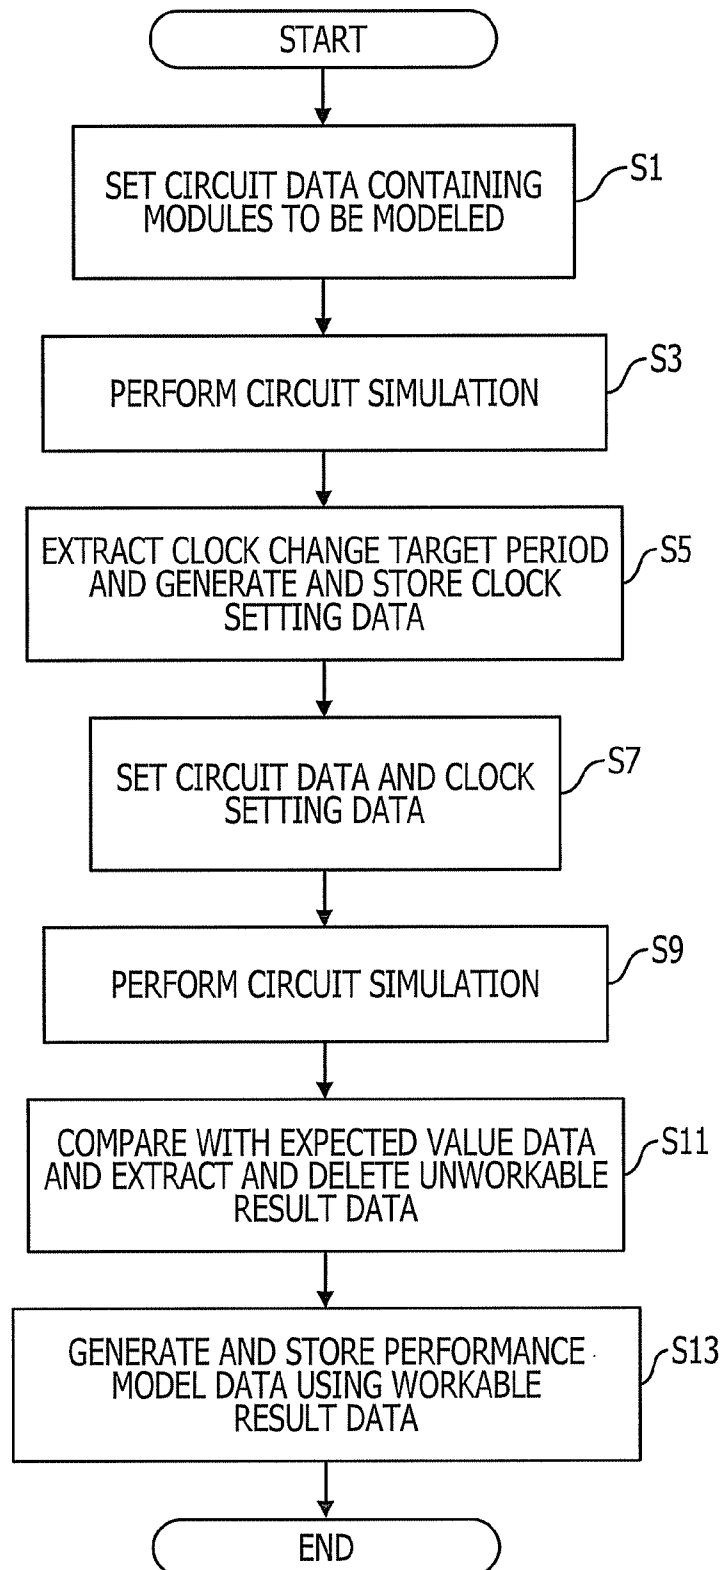 START
SET CIRCUIT DATA CONTAINING
MODULES TO BE MODELED
S1
PERFORM CIRCUIT SIMULATION
S3
EXTRACT CLOCK CHANGE TARGET PERIOD
AND GENERATE AND STORE CLOCK
SETTING DATA
S5
SET CIRCUIT DATA AND CLOCK
SETTING DATA
S7
PERFORM CIRCUIT SIMULATION
S9
COMPARE WITH EXPECTED VALUE DATA
AND EXTRACT AND DELETE UNWORKABLE
RESULT DATA
S11
GENERATE AND STORE PERFORMANCE
MODEL DATA USING WORKABLE
RESULT DATA
S13
END